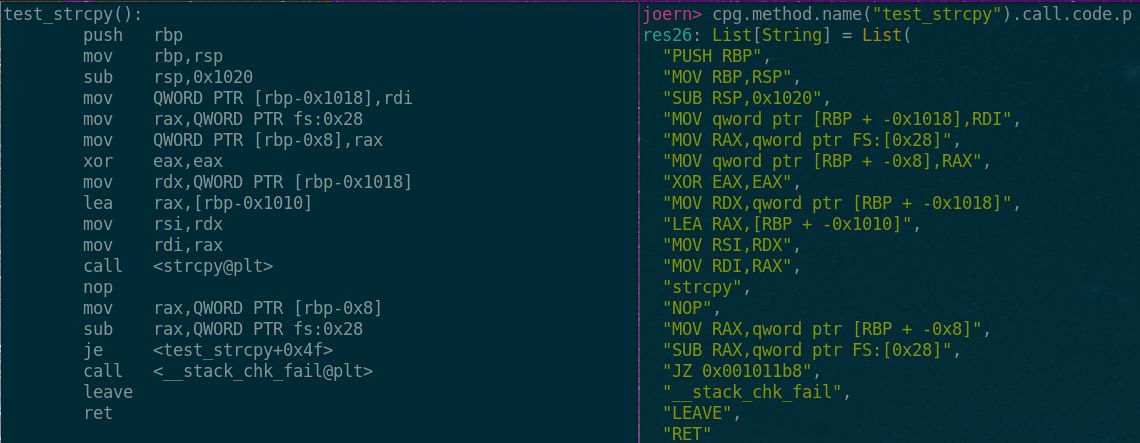 test_strcpy():
push rbp
mov rbp,rsp
sub rsp,0x1020
mov QWORD PTR [rbp-0x1018],rdi
mov rax,QWORD PTR fs:0x28
mov QWORD PTR [rbp-0x8],rax
xor eax,eax
mov rdx,QWORD PTR [rbp-0x1018]
lea rax,[rbp-0x1010]
mov rsi,rdx
mov rdi,rax
call <strcpy@plt>
nop
mov rax,QWORD PTR [rbp-0x8]
sub rax,QWORD PTR fs:0x28
je <test_strcpy+0x4f>
call <__stack_chk_fail@plt>
leave
ret
joern> cpg.method.name("test_strcpy").call.code.p
res26: List[String] = List(
"PUSH RBP",
"MOV RBP,RSP",
"SUB RSP,0x1020",
"MOV qword ptr [RBP + -0x1018],RDI",
"MOV RAX,qword ptr FS:[0x28]",
"MOV qword ptr [RBP + -0x8],RAX",
"XOR EAX,EAX",
"MOV RDX,qword ptr [RBP + -0x1018]",
"LEA RAX,[RBP + -0x1010]",
"MOV RSI,RDX",
"MOV RDI,RAX",
"strcpy",
"NOP",
"MOV RAX,qword ptr [RBP + -0x8]",
"SUB RAX,qword ptr FS:[0x28]",
"JZ 0x001011b8",
"__stack_chk_fail",
"LEAVE",
"RET"